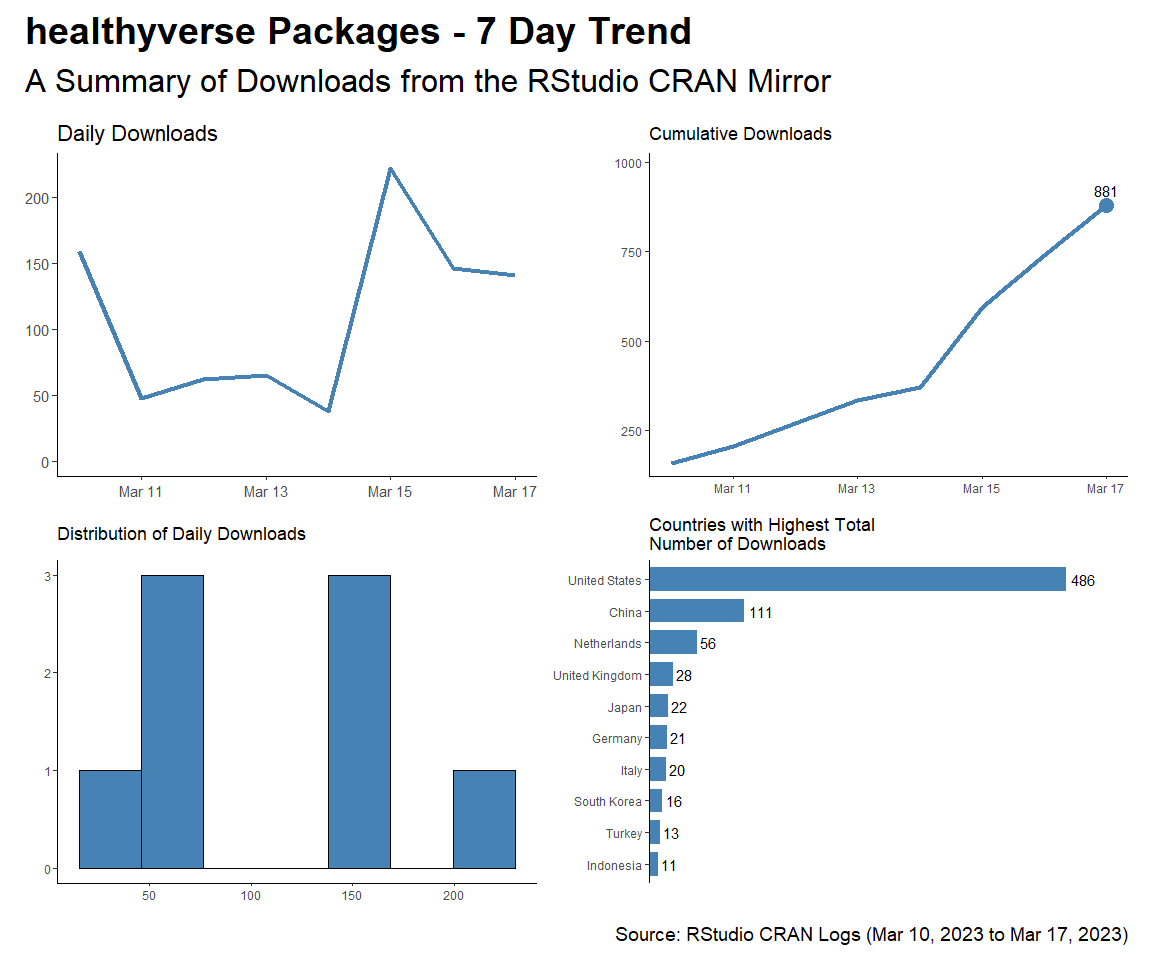 healthyverse Packages - 7 Day Trend
A Summary of Downloads from the RStudio CRAN Mirror
Daily Downloads
200
150
100
50
0
Mar 11 Mar 13 Mar 15 Mar 17
Cumulative Downloads
1000
881
750
500
250
Mar 11 Mar 13 Mar 15 Mar 17
Distribution of Daily Downloads
3
2
1
0
50 100 150 200
Countries with Highest Total
Number of Downloads
United States 486
China 111
Netherlands 56
United Kingdom 28
Japan 22
Germany 21
Italy 20
South Korea 16
Turkey 13
Indonesia 11
Source: RStudio CRAN Logs (Mar 10, 2023 to Mar 17, 2023)